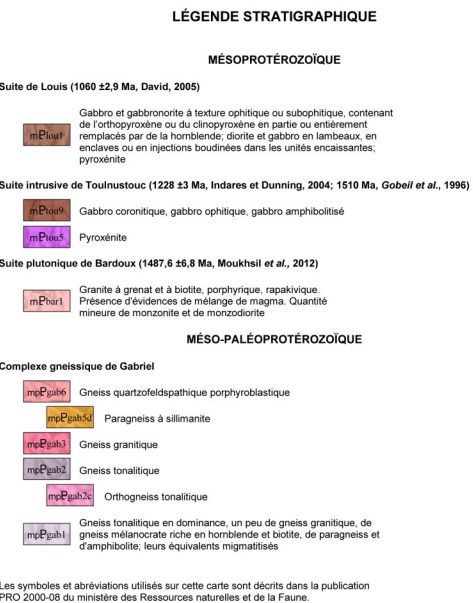 LÉGENDE STRATIGRAPHIQUE
MÉSOPROTÉROZOÏQUE
Suite de Louis (1060 ±2,9 Ma, David, 2005)
mPlou1
Gabbro et gabbronorite à texture ophitique ou subophitique, contenant
de l'orthopyroxène ou du clinopyroxène en partie ou entièrement
remplacés par de la hornblende; diorite et gabbro en lambeaux, en
enclaves ou en injections boudinées dans les unités encaissantes;
pyroxénite
Suite intrusive de Toulnustouc (1228 ±3 Ma, Indares et Dunning, 2004; 1510 Ma, Gobeil et al., 1996)
mPtou9 Gabbro coronitique, gabbro ophitique, gabbro amphibolitisé
mPtou5 Pyroxénite
Suite plutonique de Bardoux (1487,6 ±6,8 Ma, Moukhsil et al., 2012)
mPbar1
Granite à grenat et à biotite, porphyrique, rapakivique.
Présence d'évidences de mélange de magma. Quantité
mineure de monzonite et de monzodiorite
MÉSO-PALÉOPROTÉROZOÏQUE
Complexe gneissique de Gabriel
mpPgab6 Gneiss quartzofeldspathique porphyroblastique
mpPgab5d Paragneiss à sillimanite
mpPgab3 Gneiss granitique
mpPgab2 Gneiss tonalitique
mpPgab2c Orthogneiss tonalitique
mpPgab1
Gneiss tonalitique en dominance, un peu de gneiss granitique, de
gneiss mélanocrate riche en hornblende et biotite, de paragneiss et
d'amphibolite; leurs équivalents migmatitisés
Les symboles et abréviations utilisés sur cette carte sont décrits dans la publication
PRO 2000-08 du ministère des Ressources naturelles et de la Faune.